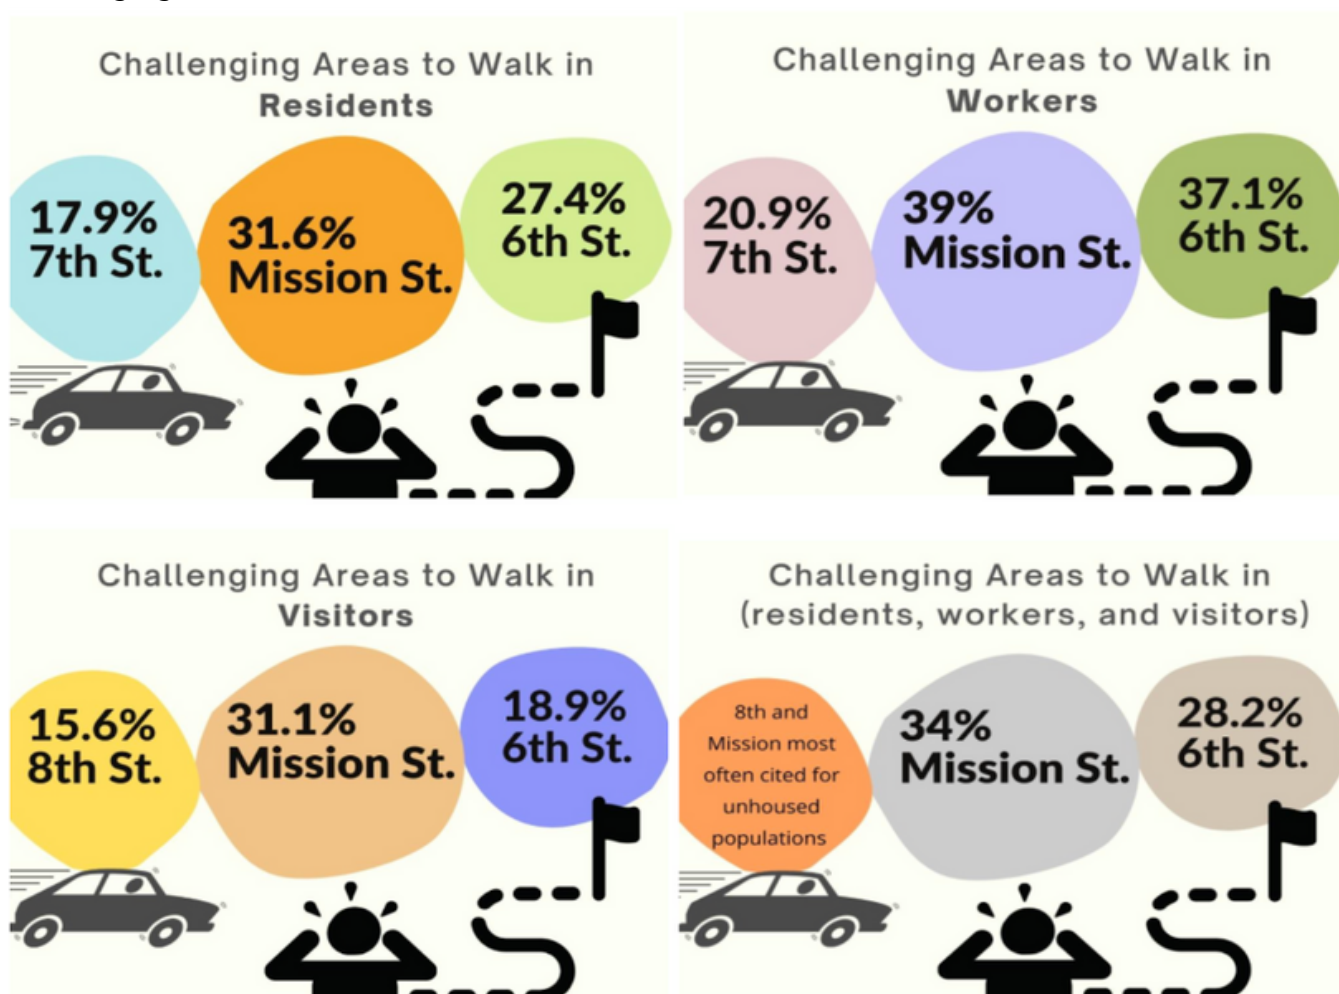 Challenging Areas to Walk in
Residents
17.9%
7th St.
31.6%
Mission St.
27.4%
6th St.
Challenging Areas to Walk in
Workers
20.9%
7th St.
39%
Mission St.
37.1%
6th St.
Challenging Areas to Walk in
Visitors
15.6%
8th St.
31.1%
Mission St.
18.9%
6th St.
Challenging Areas to Walk in
(residents, workers, and visitors)
8th and
Mission most
often cited for
unhoused
populations
34%
Mission St.
28.2%
6th St.